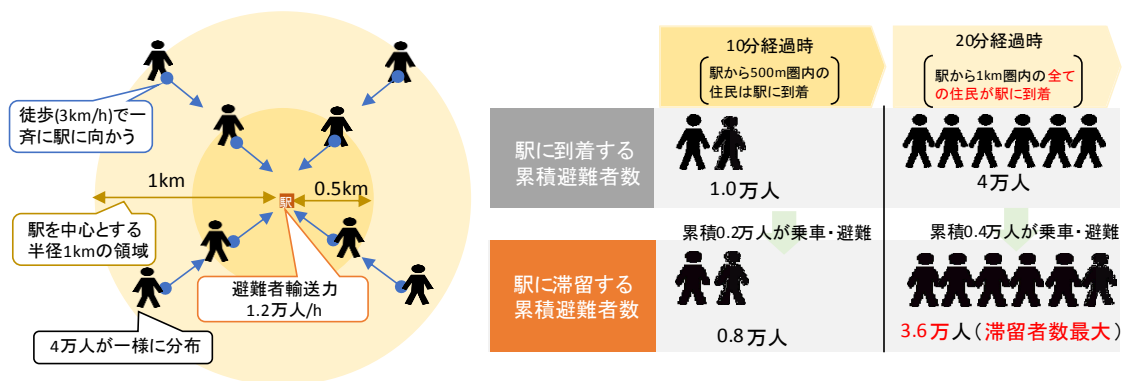 徒歩(3km/h)で一
斉に駅に向かう
1km
0.5km
駅
駅を中心とする
半径1kmの領域
避難者輸送力
1.2万人/h
4万人が一様に分布
10分経過時
駅から500m圏内の
住民は駅に到着
20分経過時
駅から1km圏内の全て
の住民が駅に到着
駅に到着する
累積避難者数
1.0万人
4万人
累積0.2万人が乗車・避難
累積0.4万人が乗車・避難
駅に滞留する
累積避難者数
0.8万人
3.6万人(滞留者数最大)